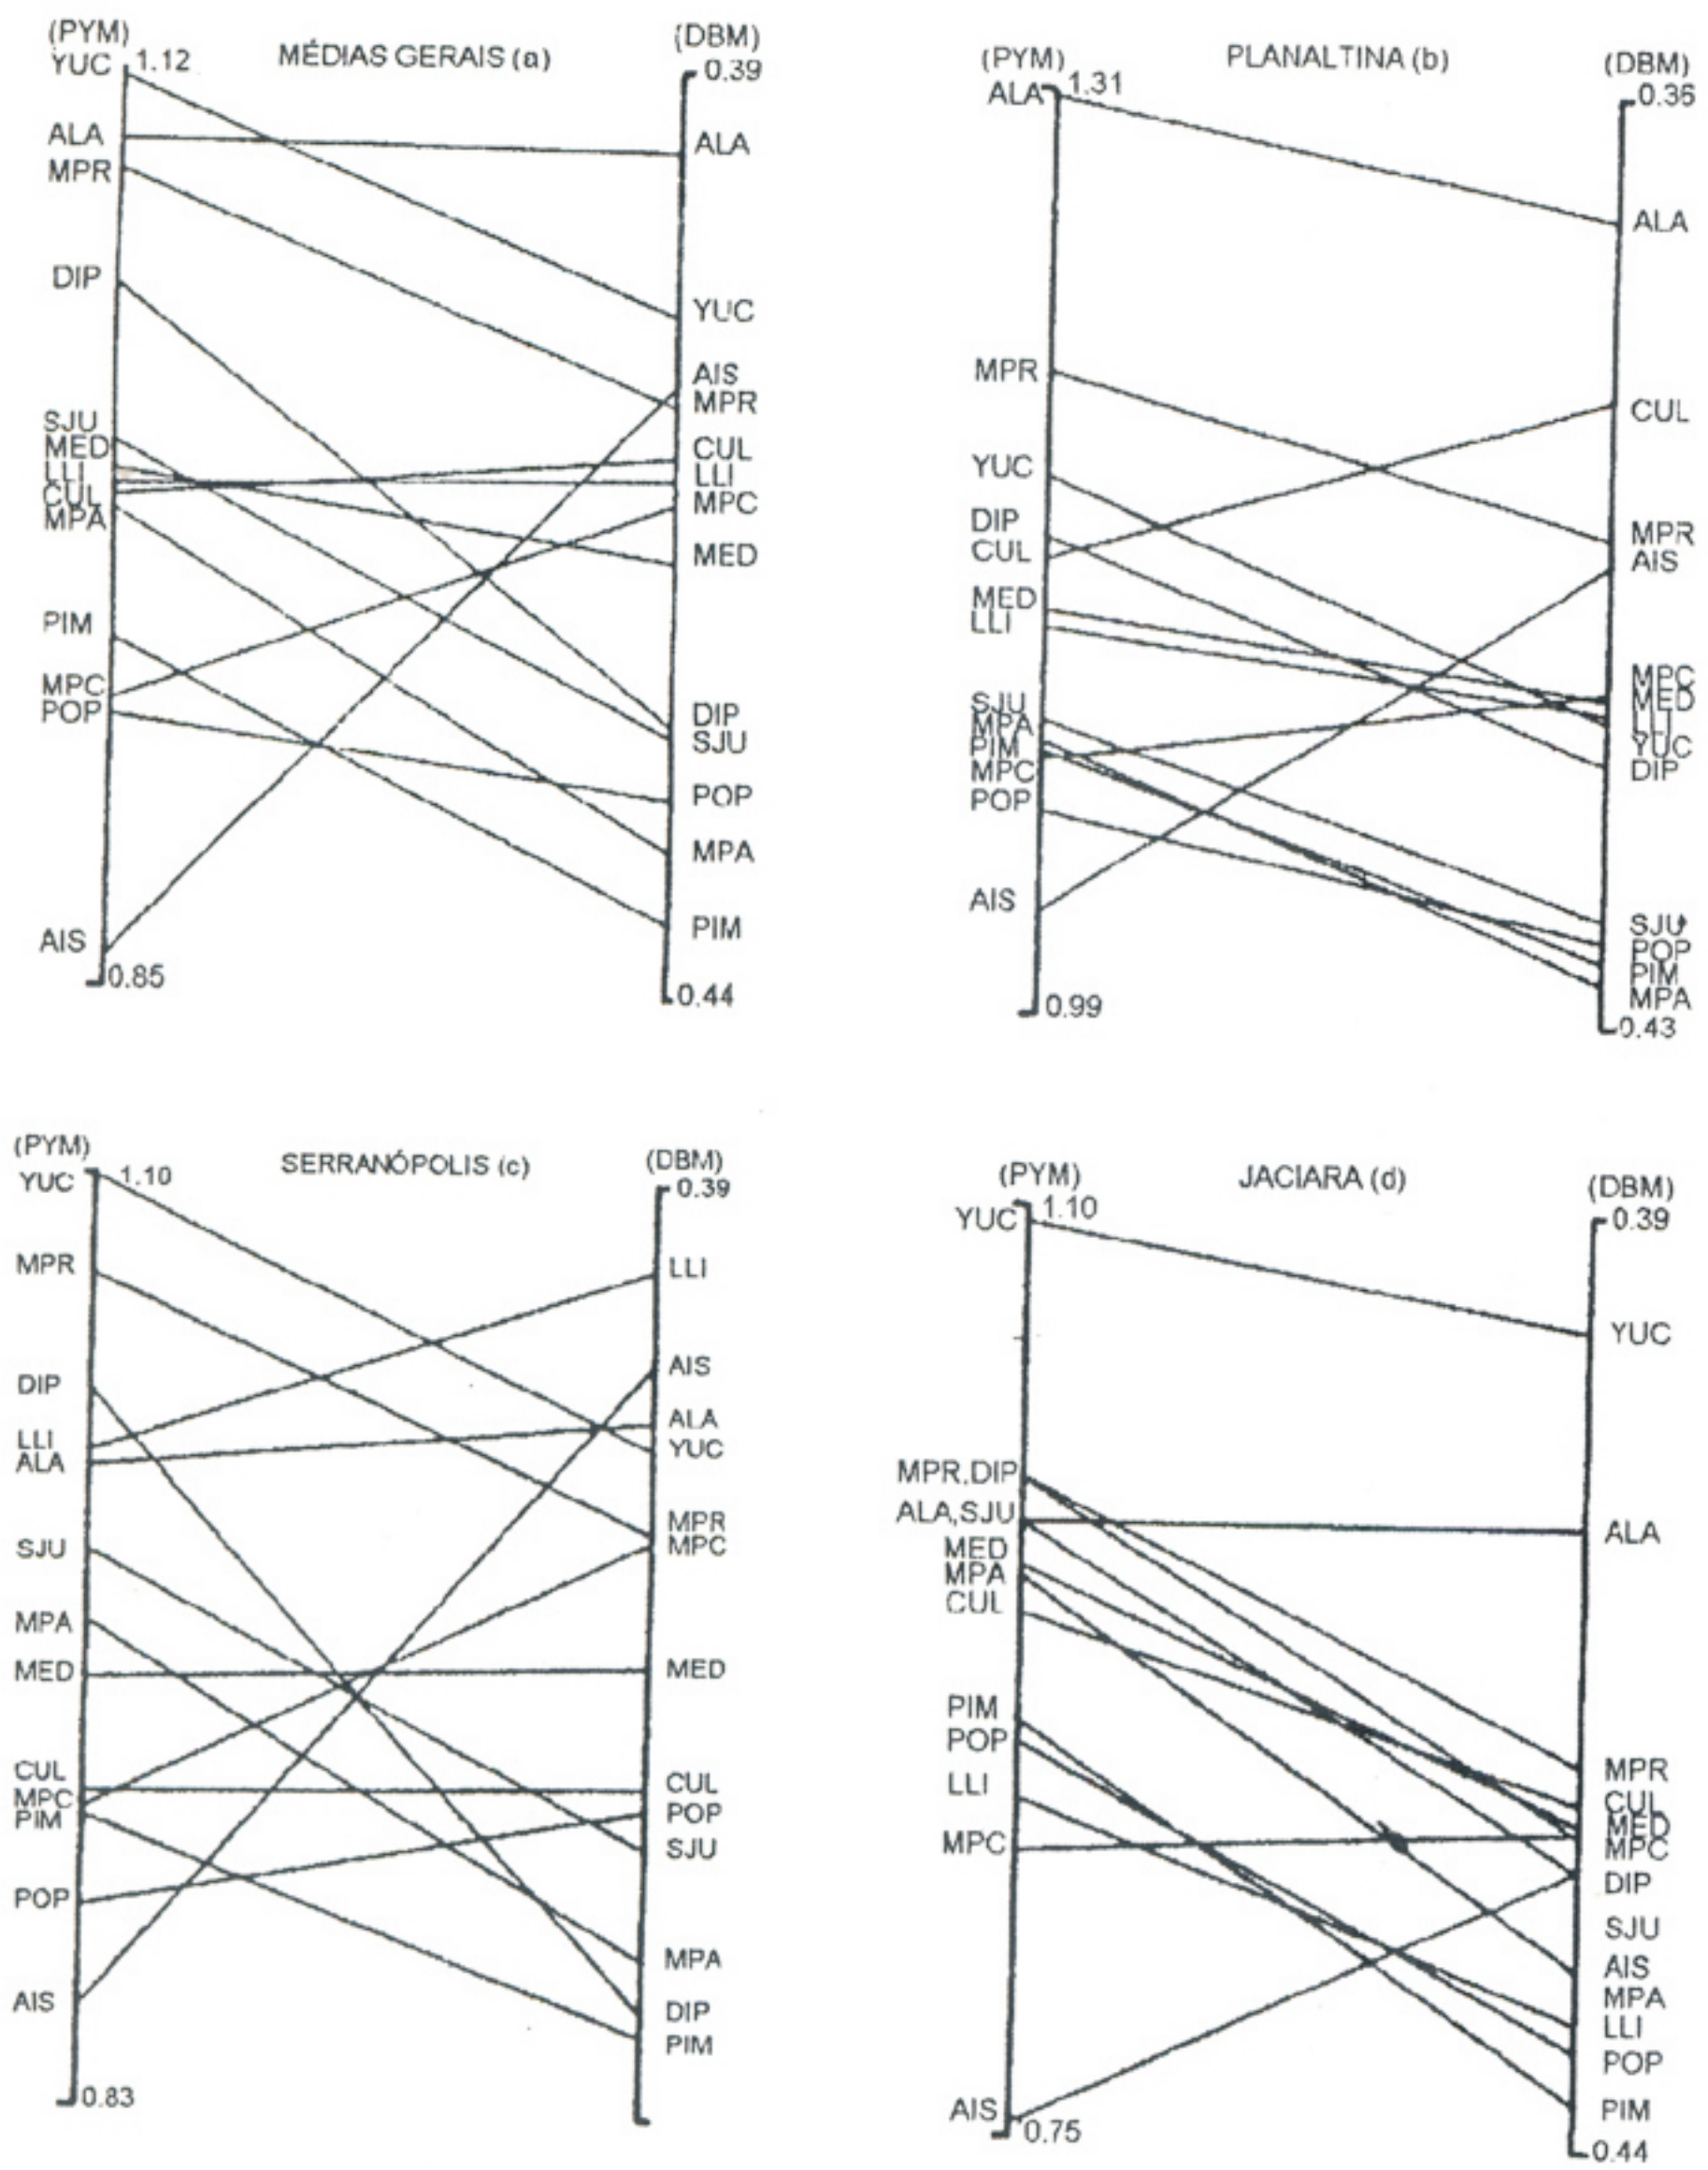 (PYM)
MÉDIAS GERAIS (a)
(DBM)
YUC
1.12
0.39
ALA
ALA
MPR
DIP
YUC
AIS
MPR
SJU
MED
CUL
LLI
LLI
CUL
MPC
MPA
MED
PIM
MPC
DIP
POP
SJU
POP
MPA
AIS
PIM
0.85
0.44
(PYM)
PLANALTINA (b)
(DBM)
ALA
1.31
0.36
ALA
MPR
CUL
YUC
DIP
MPR
CUL
AIS
MED
LLI
MPC
SJU
MED
MPA
LLI
PIM
YUC
MPC
DIP
POP
AIS
SJU
POP
PIM
MPA
0.99
0.43
(PYM)
SERRANÓPOLIS (c)
(DBM)
YUC
1.10
0.39
MPR
LLI
DIP
AIS
LLI
ALA
ALA
YUC
SJU
MPR
MPC
MPA
MED
MED
CUL
CUL
MPC
POP
PIM
SJU
POP
MPA
AIS
DIP
PIM
0.83
(PYM)
JACIARA (d)
(DBM)
YUC
1.10
0.39
YUC
MPR,DIP
ALA,SJU
ALA
MED
MPA
CUL
PIM
POP
MPR
LLI
CUL
MED
MPC
MPC
DIP
SJU
AIS
MPA
LLI
POP
AIS
PIM
0.75
0.44